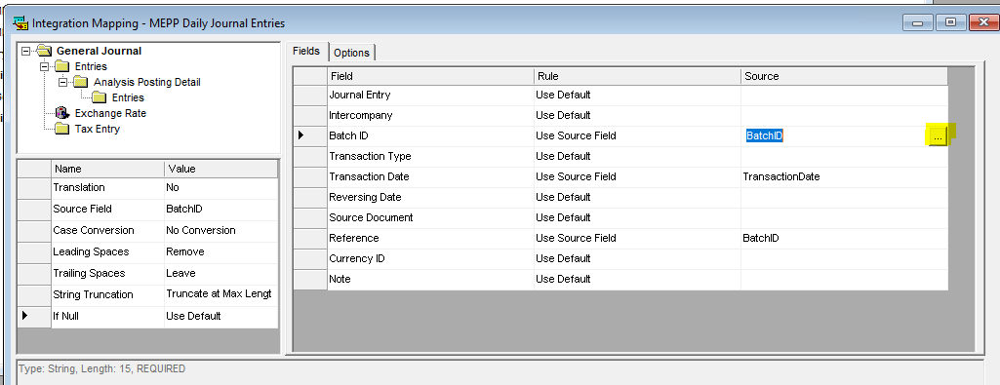 Integration Mapping - MEPP Daily Journal Entries
General Journal
Entries
Analysis Posting Detail
Entries
Exchange Rate
Tax Entry
Name Value
Translation No
Source Field BatchID
Case Conversion No Conversion
Leading Spaces Remove
Trailing Spaces Leave
String Truncation Truncate at Max Lengt
If Null Use Default
Fields Options
Field Rule Source
Journal Entry Use Default
Intercompany Use Default
Batch ID Use Source Field BatchID ...
Transaction Type Use Default
Transaction Date Use Source Field TransactionDate
Reversing Date Use Default
Source Document Use Default
Reference Use Source Field BatchID
Currency ID Use Default
Note Use Default
Type: String, Length: 15, REQUIRED